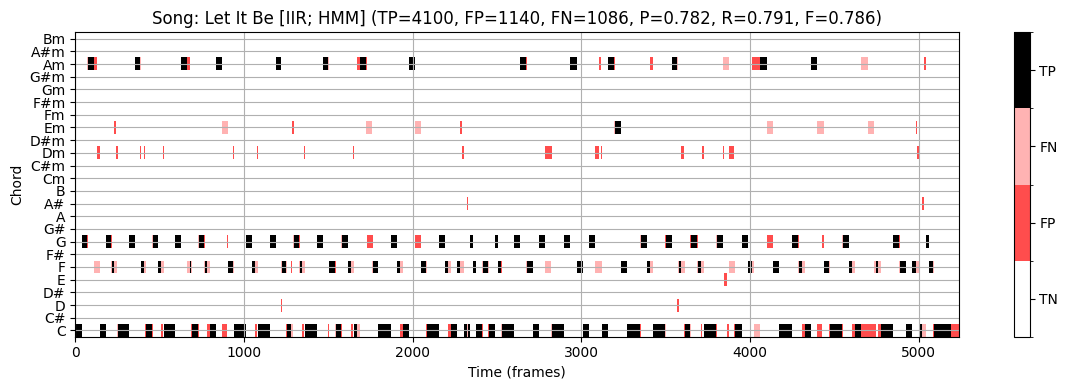 Song: Let It Be [IIR; HMM] (TP=4100, FP=1140, FN=1086, P=0.782, R=0.791, F=0.786)
Bm
A#m
Am
G#m
Gm
F#m
Fm
Em
D#m
Dm
C#m
Cm
B
A#
A
G#
G
F#
F
E
D#
D
C#
C
Chord
0 1000 2000 3000 4000 5000
Time (frames)
TP
FN
FP
TN